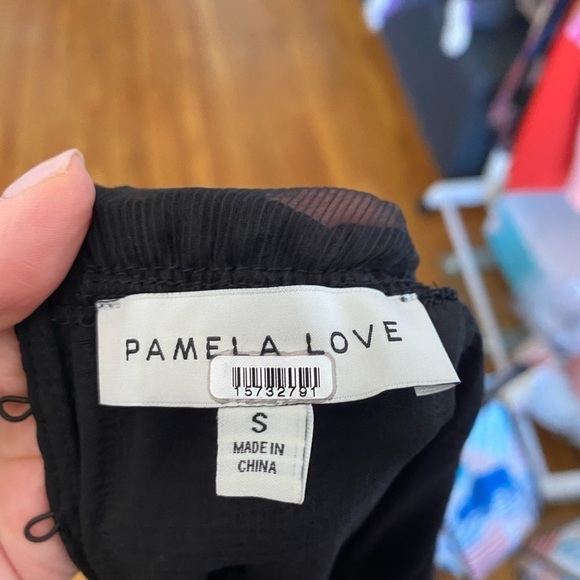 PAMELA LOVE
15732791
S
MADE IN
CHINA